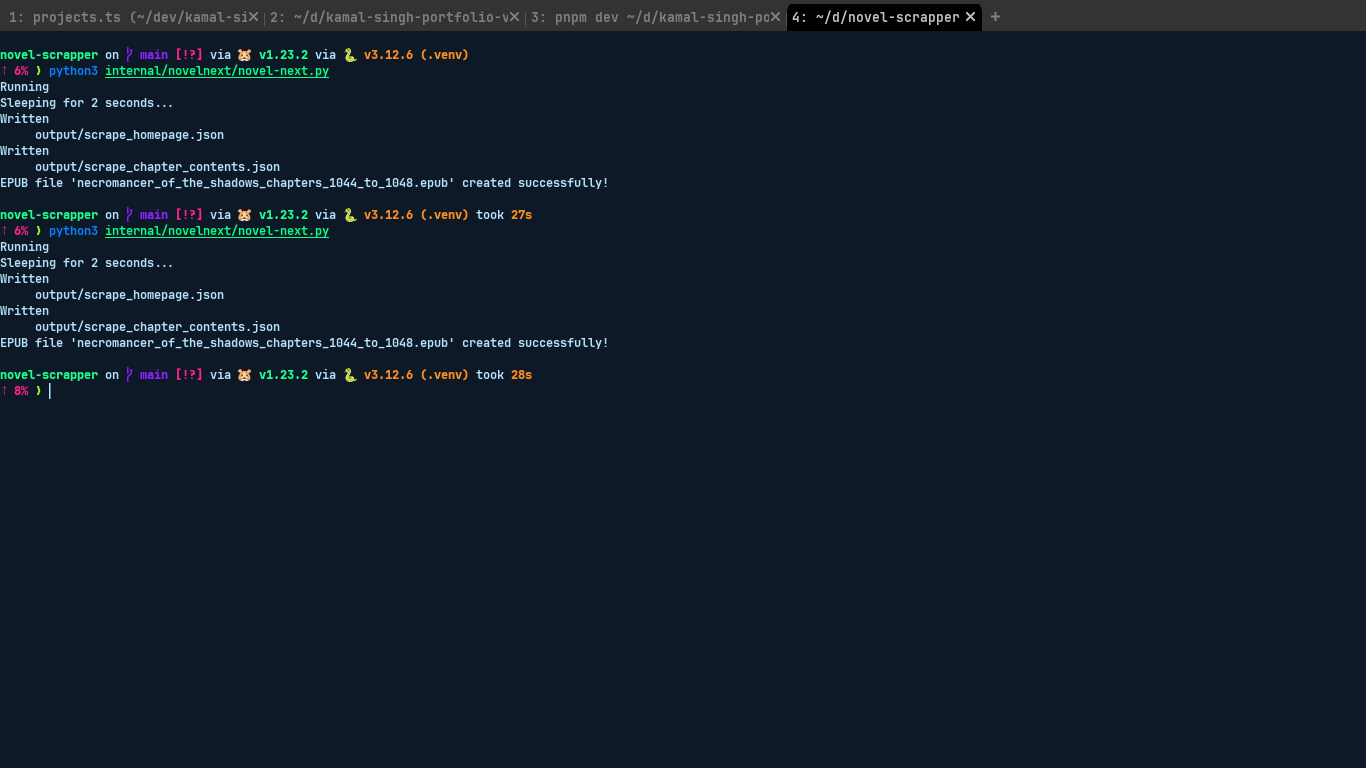 1: projects.ts (~/dev/kamal-si× 2: ~/d/kamal-singh-portfolio-v× 3: pnpm dev ~/d/kamal-singh-po× 4: ~/d/novel-scrapper × +
novel-scrapper on main [!?] via 🐹 v1.23.2 via 🐍 v3.12.6 (.venv)
↑ 6% ❫ python3 internal/novelnext/novel-next.py
Running
Sleeping for 2 seconds...
Written
output/scrape_homepage.json
Written
output/scrape_chapter_contents.json
EPUB file 'necromancer_of_the_shadows_chapters_1044_to_1048.epub' created successfully!
novel-scrapper on main [!?] via 🐹 v1.23.2 via 🐍 v3.12.6 (.venv) took 27s
↑ 6% ❫ python3 internal/novelnext/novel-next.py
Running
Sleeping for 2 seconds...
Written
output/scrape_homepage.json
Written
output/scrape_chapter_contents.json
EPUB file 'necromancer_of_the_shadows_chapters_1044_to_1048.epub' created successfully!
novel-scrapper on main [!?] via 🐹 v1.23.2 via 🐍 v3.12.6 (.venv) took 28s
↑ 8% ❫